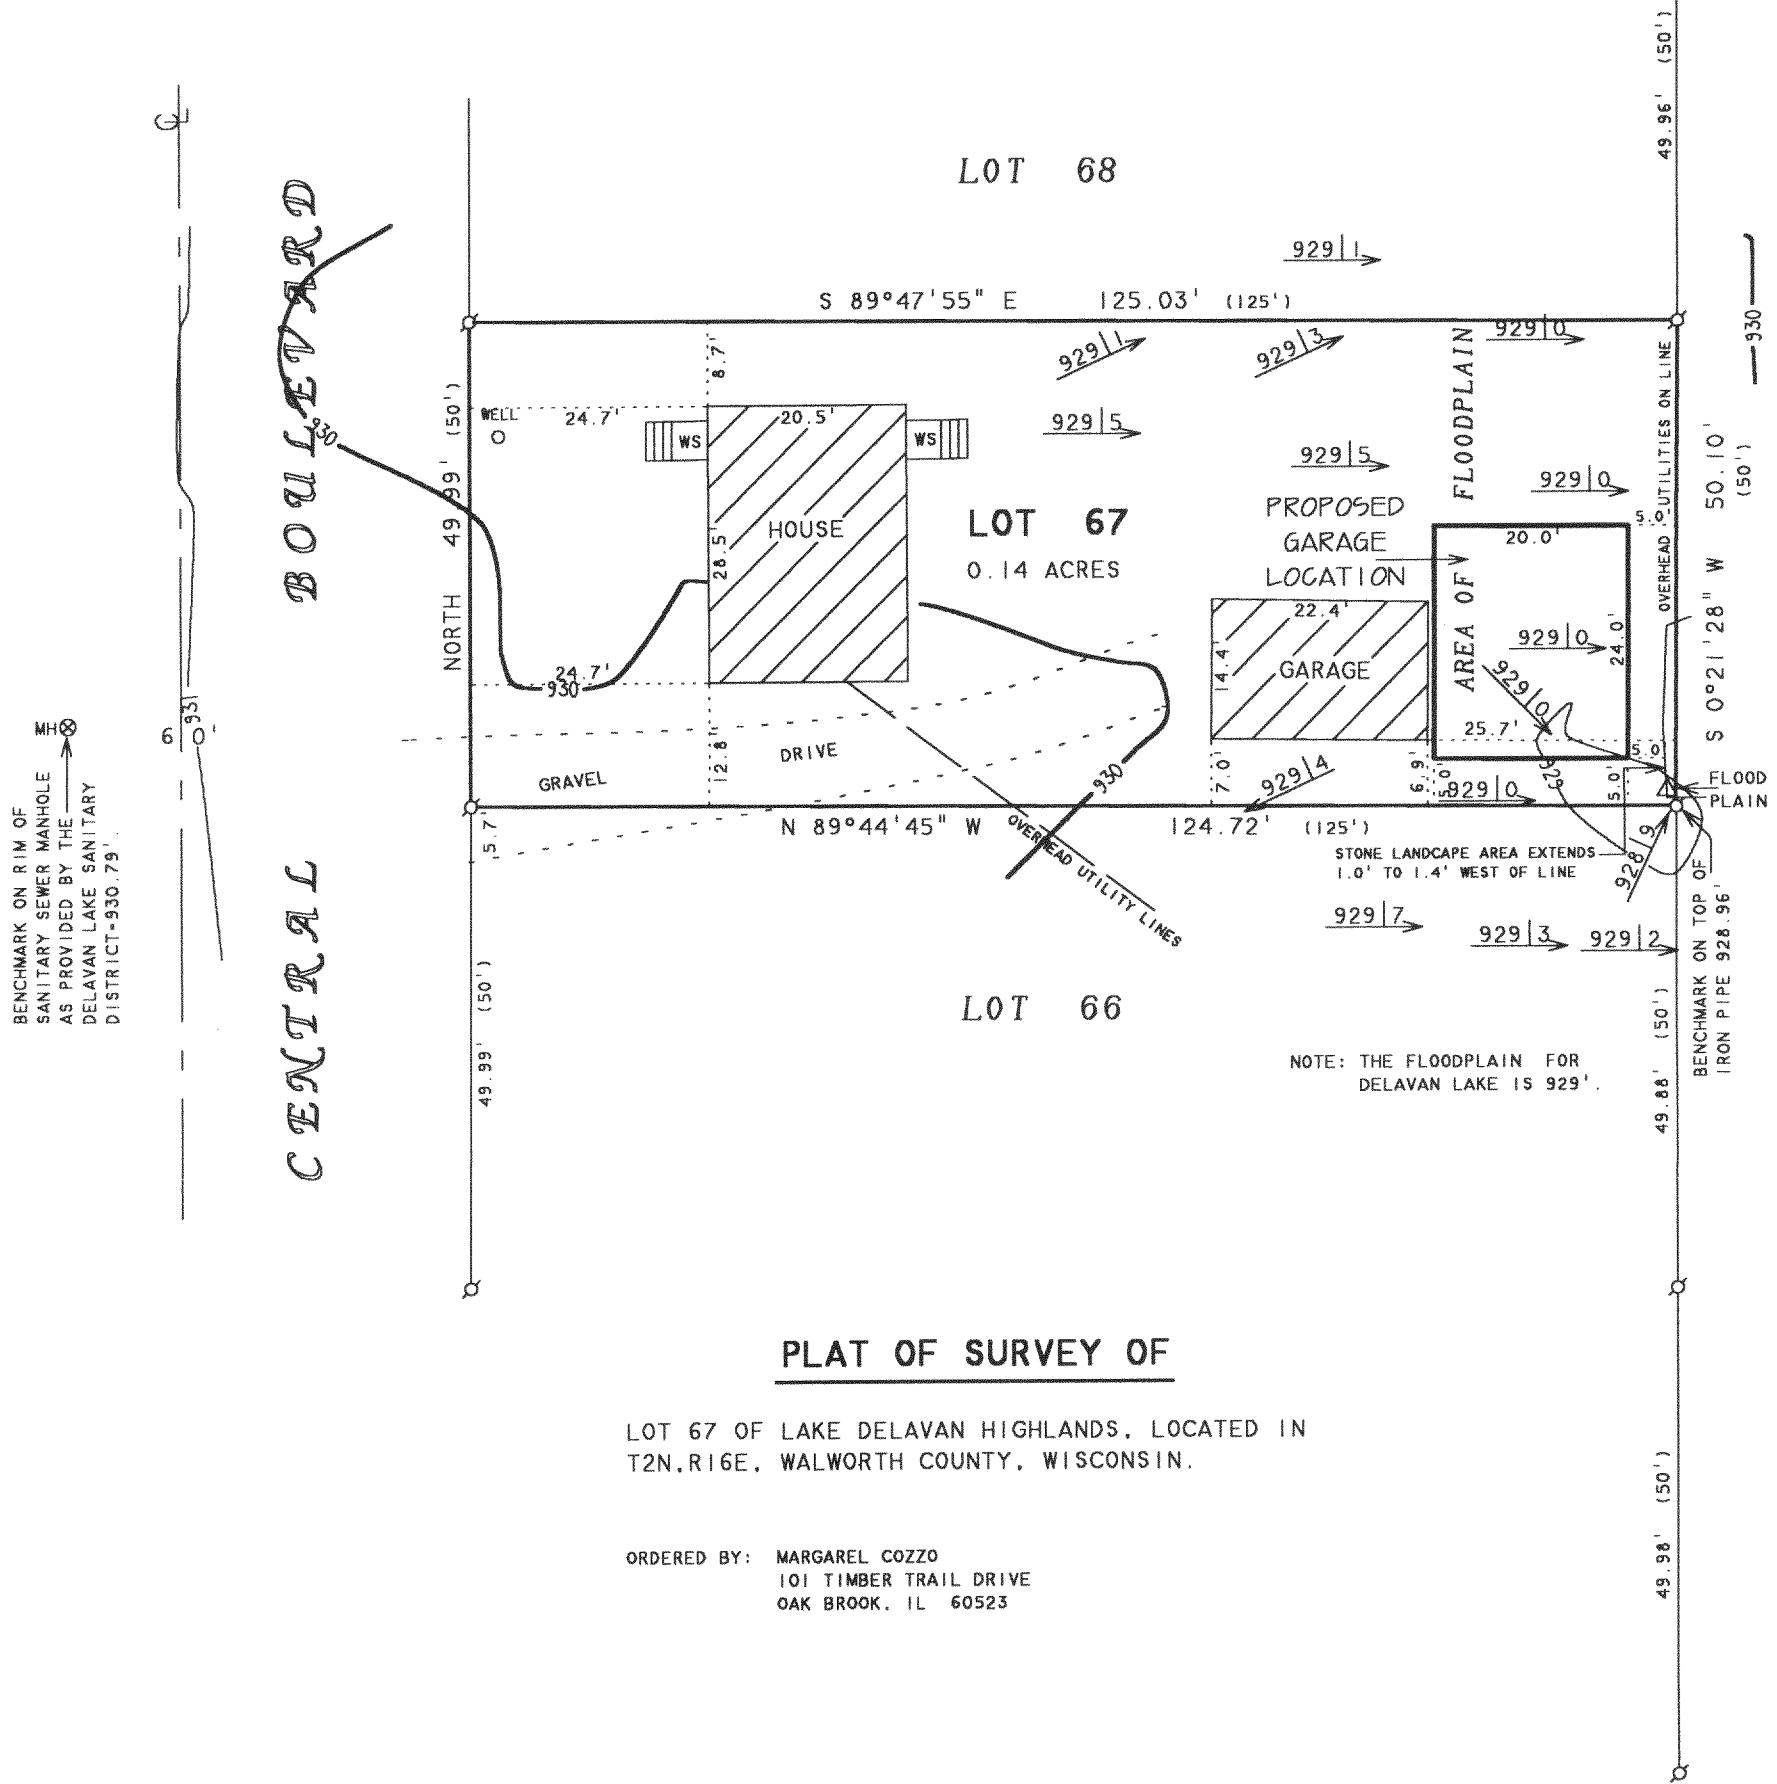 49.96' (50')
LOT 68
929|1
S 89°47'55" E 125.03' (125')
929|1
929|3
929|0
930
8.7'
WELL
24.7'
20.5'
WS
WS
929|5
929|5
929|0
930
NORTH 49.99' (50')
28.5'
HOUSE
LOT 67
0.14 ACRES
PROPOSED
GARAGE
LOCATION
AREA OF FLOODPLAIN
OVERHEAD UTILITIES ON LINE
S 0°21'28" W 50.10'
(50')
5.0'
20.0'
24.0'
929|0
929|0
22.4'
14.4'
GARAGE
25.7'
5.0'
929
24.7'
930
931
60'
12.8'
GRAVEL DRIVE
930
7.0'
929|4
6.9'
5.0'
929|0
5.0'
FLOOD
PLAIN
5.7'
N 89°44'45" W 124.72' (125')
OVERHEAD UTILITY LINES
STONE LANDSCAPE AREA EXTENDS
1.0' TO 1.4' WEST OF LINE
928|9
929|7
929|3
929|2
BENCHMARK ON TOP OF
IRON PIPE 928.96'
MH
BENCHMARK ON RIM OF
SANITARY SEWER MANHOLE
AS PROVIDED BY THE
DELAVAN LAKE SANITARY
DISTRICT=930.79'.
CENTRAL BOULEVARD
49.99' (50')
LOT 66
49.88' (50')
NOTE: THE FLOODPLAIN FOR
DELAVAN LAKE IS 929'.
PLAT OF SURVEY OF
LOT 67 OF LAKE DELAVAN HIGHLANDS, LOCATED IN
T2N,R16E, WALWORTH COUNTY, WISCONSIN.
49.98' (50')
ORDERED BY: MARGAREL COZZO
101 TIMBER TRAIL DRIVE
OAK BROOK, IL 60523